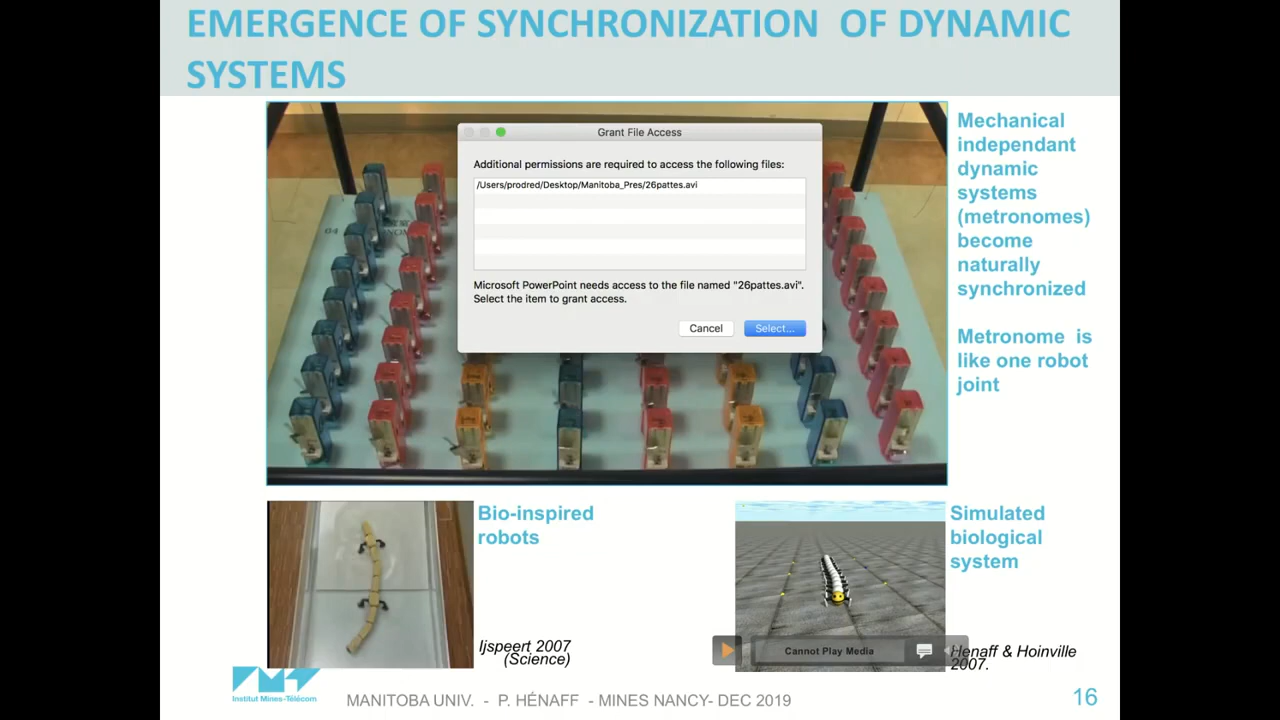 EMERGENCE OF SYNCHRONIZATION OF DYNAMIC
SYSTEMS
Grant File Access
Additional permissions are required to access the following files:
/Users/prodred/Desktop/Manitoba_Pres/26pattes.avi
Microsoft PowerPoint needs access to the file named "26pattes.avi".
Select the item to grant access.
Cancel
Select...
Mechanical
independant
dynamic
systems
(metronomes)
become
naturally
synchronized
Metronome is
like one robot
joint
Bio-inspired
robots
Ijspeert 2007
(Science)
Simulated
biological
system
Cannot Play Media
Henaff & Hoinville
2007.
Institut Mines-Télécom
MANITOBA UNIV. - P. HÉNAFF - MINES NANCY- DEC 2019
16